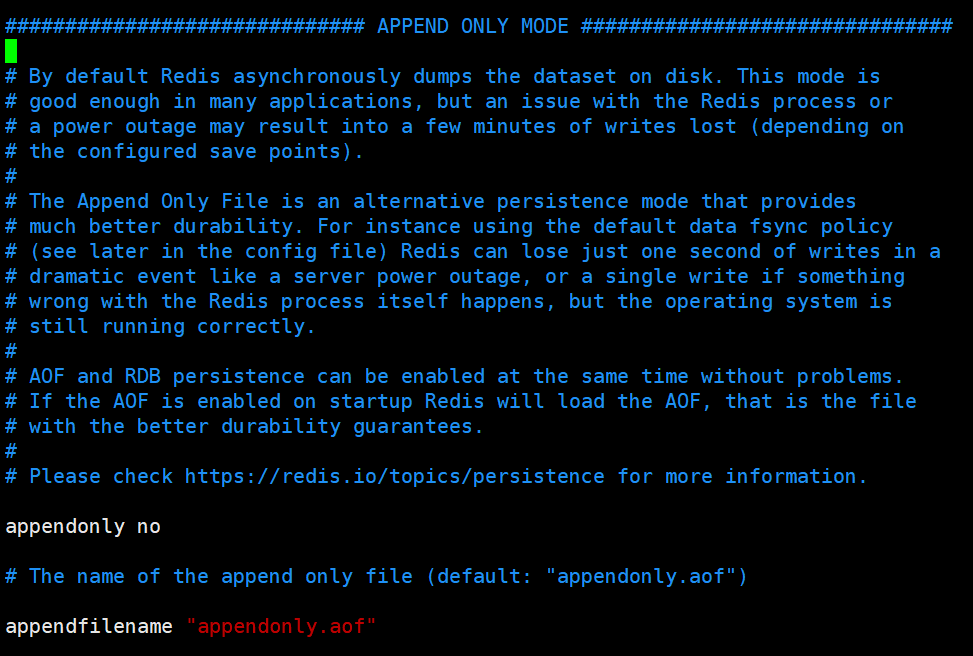 ############################## APPEND ONLY MODE ###############################
# By default Redis asynchronously dumps the dataset on disk. This mode is
# good enough in many applications, but an issue with the Redis process or
# a power outage may result into a few minutes of writes lost (depending on
# the configured save points).
#
# The Append Only File is an alternative persistence mode that provides
# much better durability. For instance using the default data fsync policy
# (see later in the config file) Redis can lose just one second of writes in a
# dramatic event like a server power outage, or a single write if something
# wrong with the Redis process itself happens, but the operating system is
# still running correctly.
#
# AOF and RDB persistence can be enabled at the same time without problems.
# If the AOF is enabled on startup Redis will load the AOF, that is the file
# with the better durability guarantees.
#
# Please check https://redis.io/topics/persistence for more information.
appendonly no
# The name of the append only file (default: "appendonly.aof")
appendfilename "appendonly.aof"